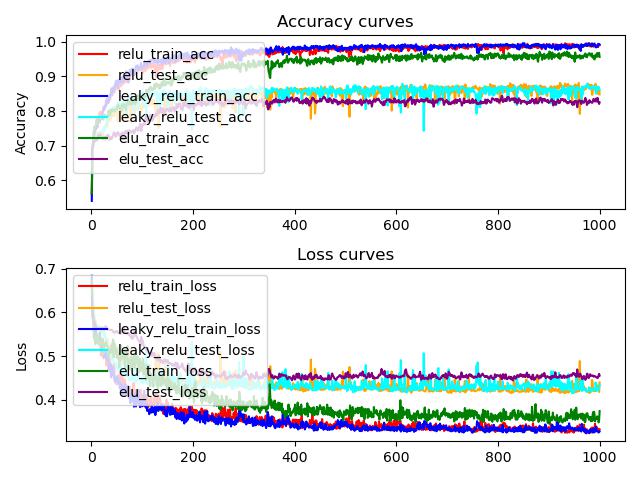 Accuracy curves
1.0
0.9
0.8
0.7
0.6
Accuracy
relu_train_acc
relu_test_acc
leaky_relu_train_acc
leaky_relu_test_acc
elu_train_acc
elu_test_acc
0 200 400 600 800 1000
Loss curves
0.7
0.6
0.5
0.4
Loss
relu_train_loss
relu_test_loss
leaky_relu_train_loss
leaky_relu_test_loss
elu_train_loss
elu_test_loss
0 200 400 600 800 1000